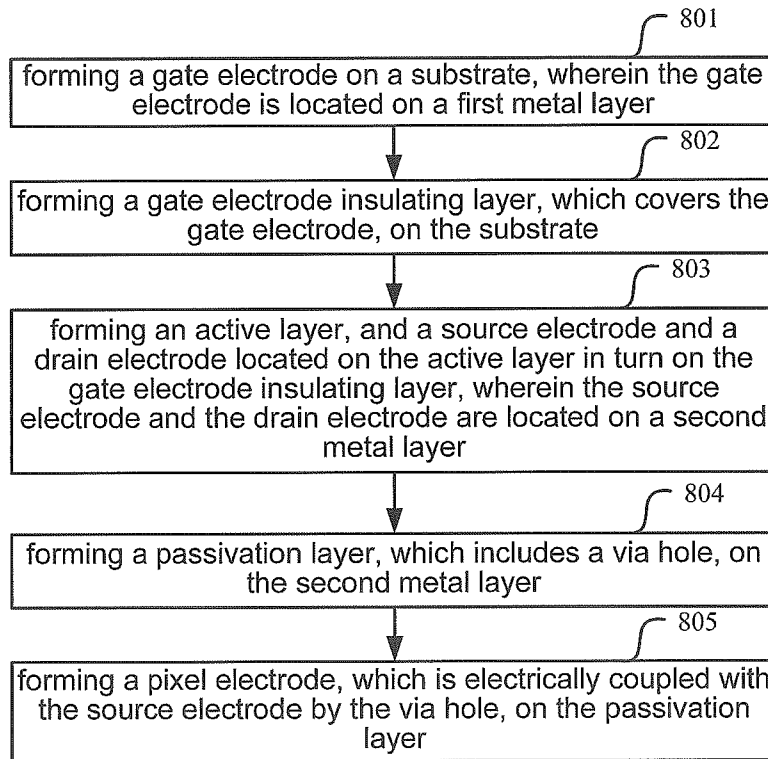 801
forming a gate electrode on a substrate, wherein the gate
electrode is located on a first metal layer
802
forming a gate electrode insulating layer, which covers the
gate electrode, on the substrate
803
forming an active layer, and a source electrode and a
drain electrode located on the active layer in turn on the
gate electrode insulating layer, wherein the source
electrode and the drain electrode are located on a second
metal layer
804
forming a passivation layer, which includes a via hole, on
the second metal layer
805
forming a pixel electrode, which is electrically coupled with
the source electrode by the via hole, on the passivation
layer